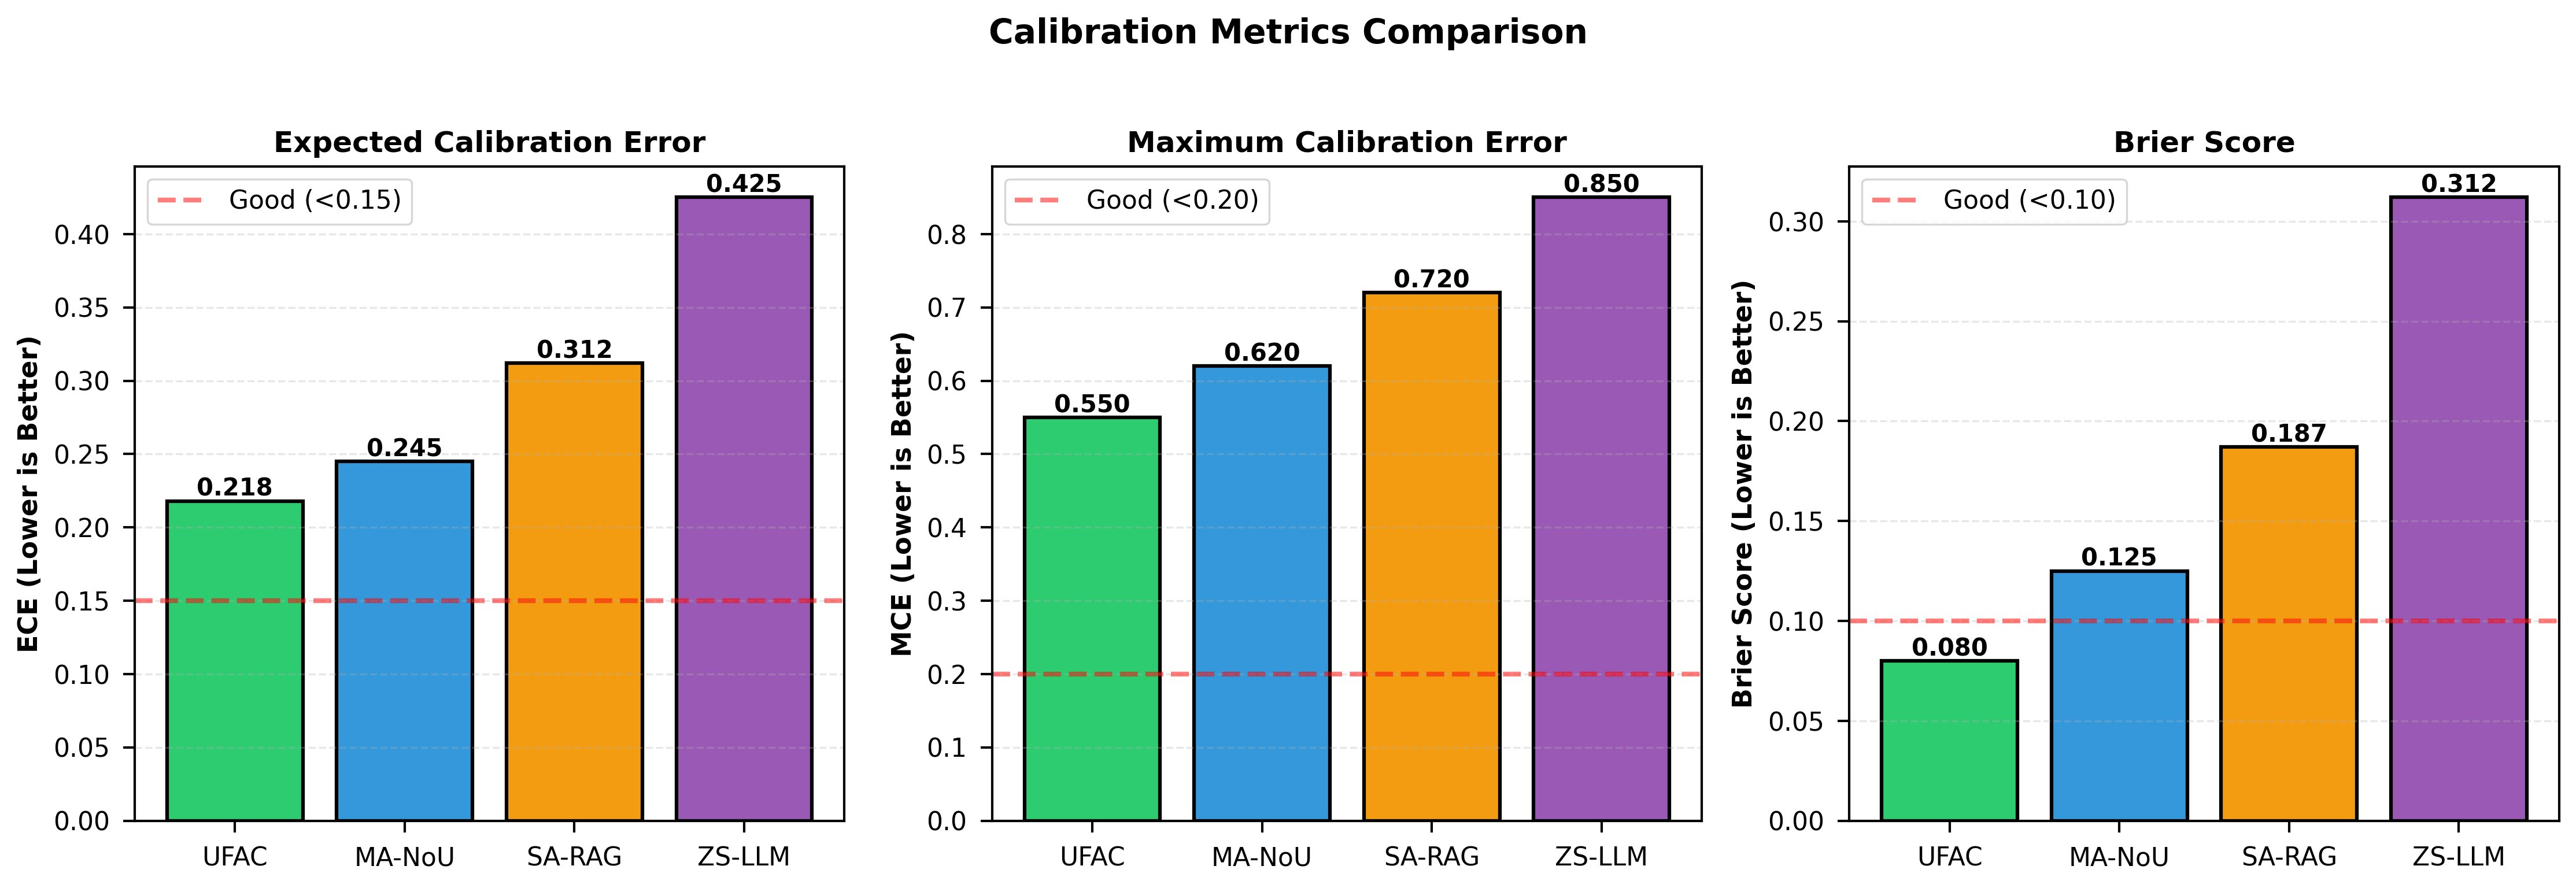 Calibration Metrics Comparison
Expected Calibration Error
Good (<0.15)
ECE (Lower is Better)
0.40
0.35
0.30
0.25
0.20
0.15
0.10
0.05
0.00
0.218
0.245
0.312
0.425
UFAC MA-NoU SA-RAG ZS-LLM
Maximum Calibration Error
Good (<0.20)
MCE (Lower is Better)
0.8
0.7
0.6
0.5
0.4
0.3
0.2
0.1
0.0
0.550
0.620
0.720
0.850
UFAC MA-NoU SA-RAG ZS-LLM
Brier Score
Good (<0.10)
Brier Score (Lower is Better)
0.30
0.25
0.20
0.15
0.10
0.05
0.00
0.080
0.125
0.187
0.312
UFAC MA-NoU SA-RAG ZS-LLM